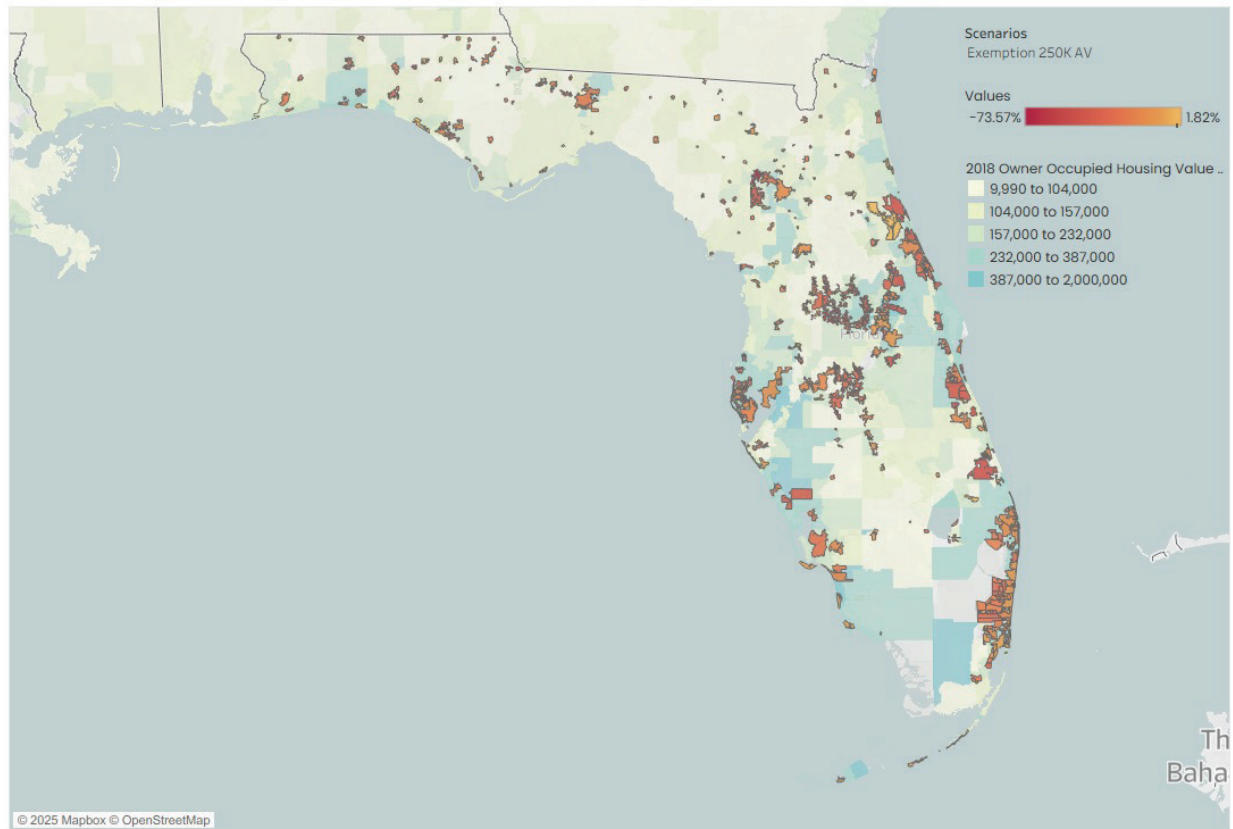 Scenarios
Exemption 250K AV
Values
-73.57% 1.82%
2018 Owner Occupied Housing Value ..
9,990 to 104,000
104,000 to 157,000
157,000 to 232,000
232,000 to 387,000
387,000 to 2,000,000
Th
Baha
© 2025 Mapbox © OpenStreetMap